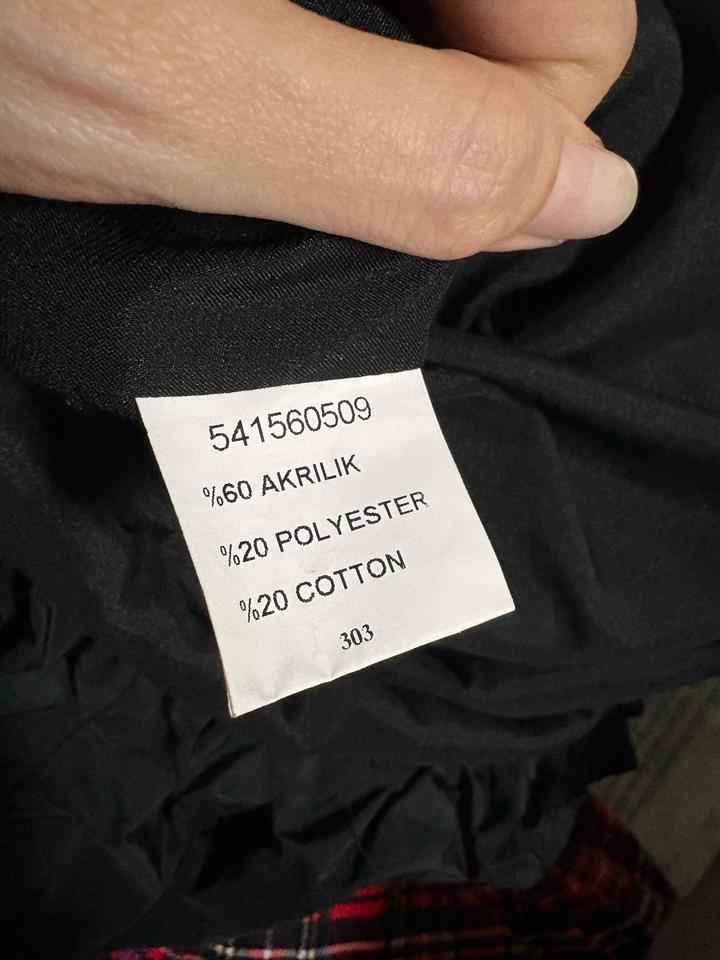 541560509
%60 AKRILIK
%20 POLYESTER
%20 COTTON
303